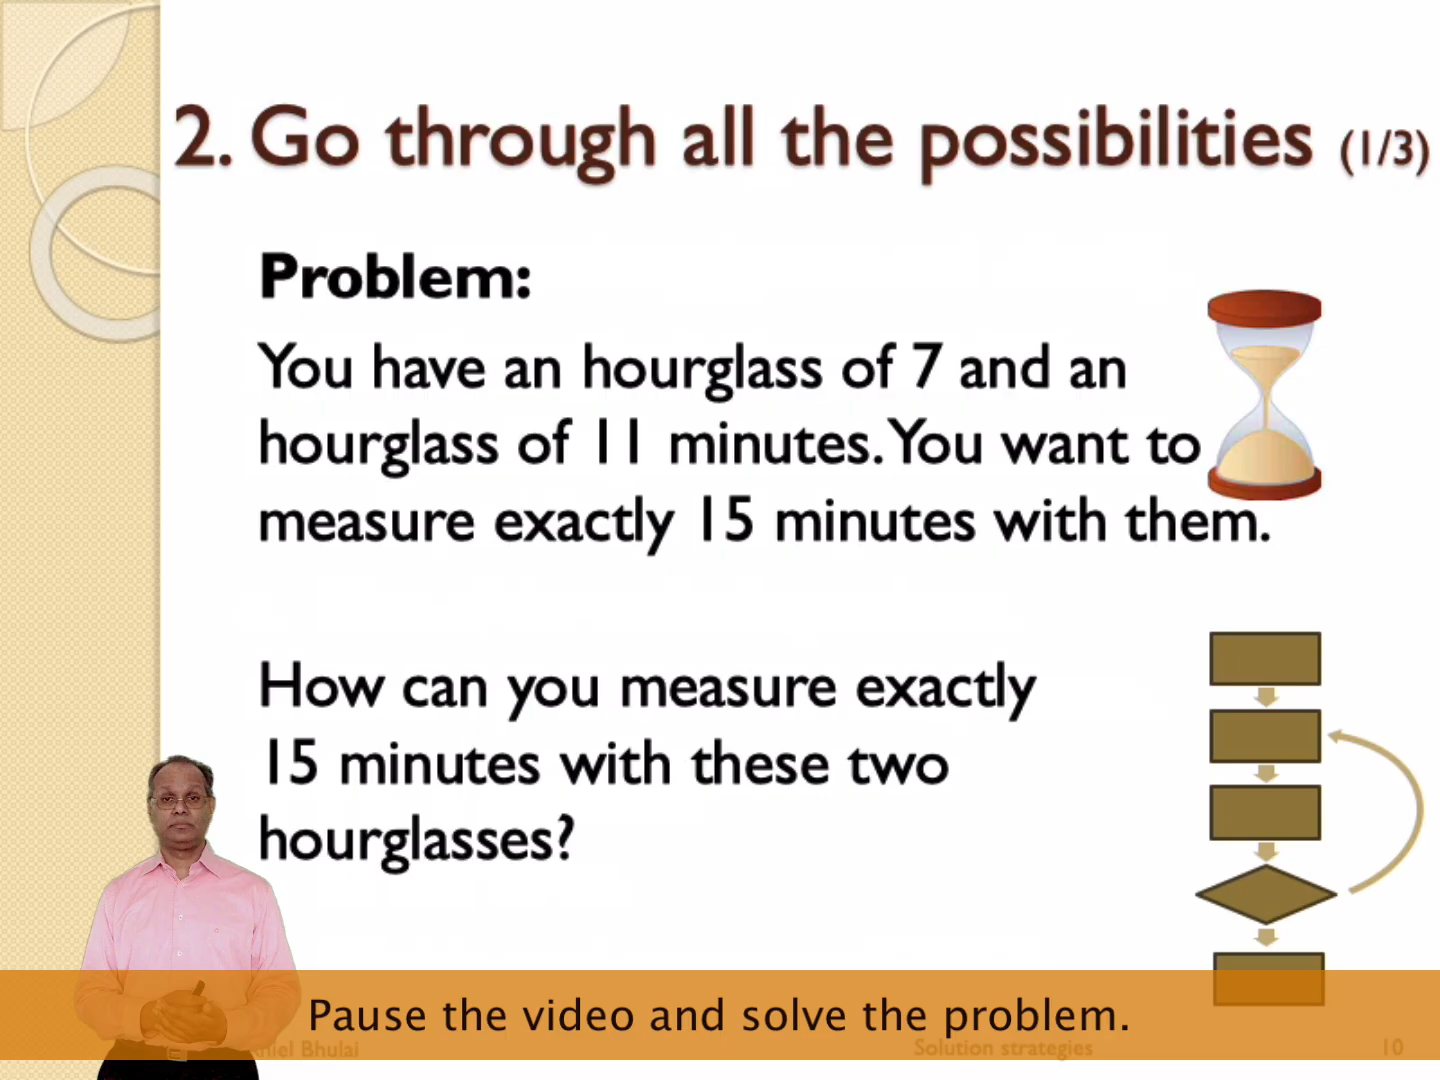 2. Go through all the possibilities (1/3)
Problem:
You have an hourglass of 7 and an
hourglass of 11 minutes. You want to
measure exactly 15 minutes with them.
How can you measure exactly
15 minutes with these two
hourglasses?
Pause the video and solve the problem.
Bhulai
Solution strategies
10